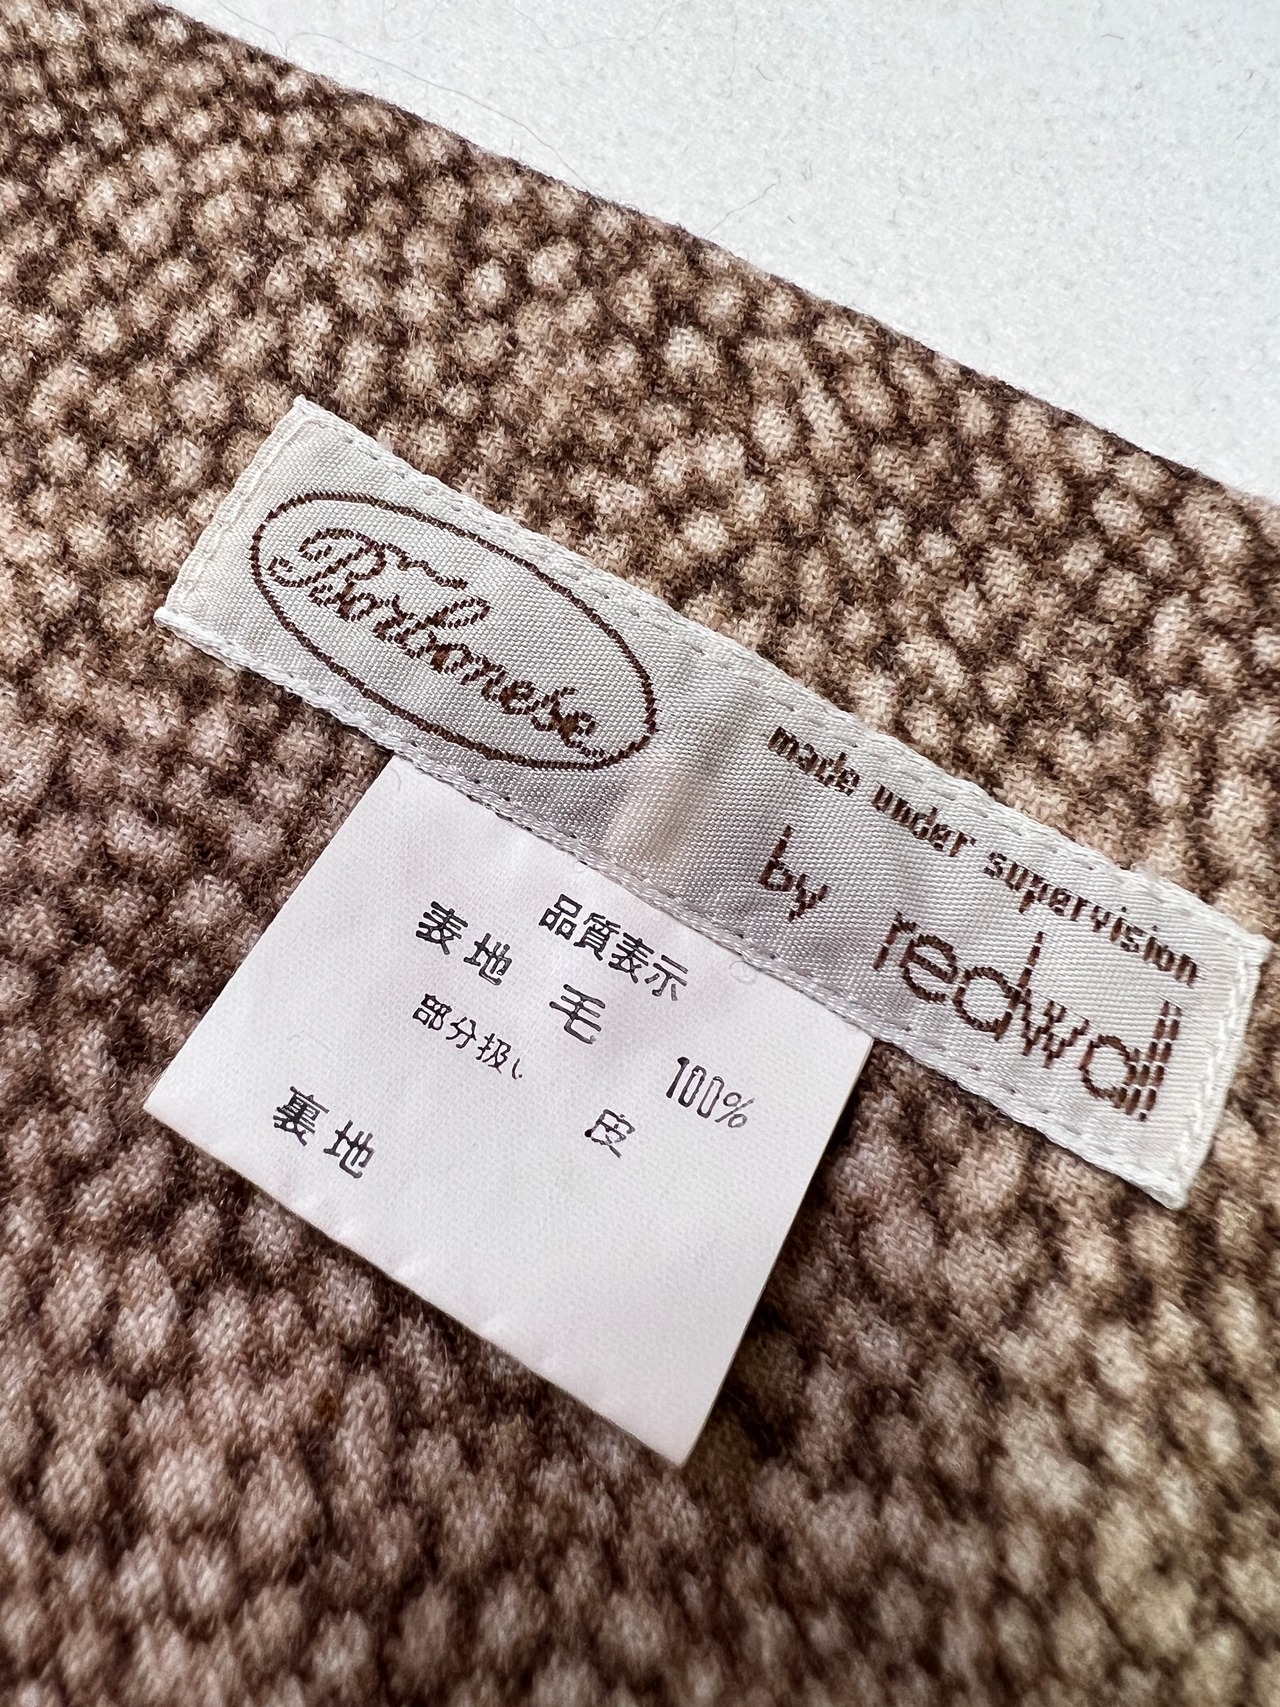 Borbonese
made under supervision
by redwall
品質表示
表地 毛 100%
部分扱い 皮
裏地